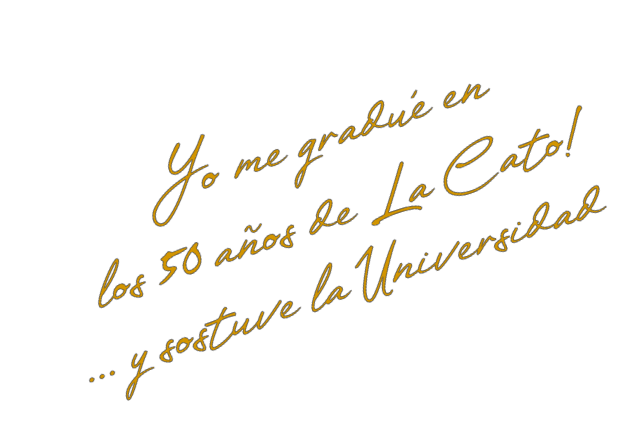 Yo me gradué en
los 50 años de La Cato!
... y sostuve la Universidad